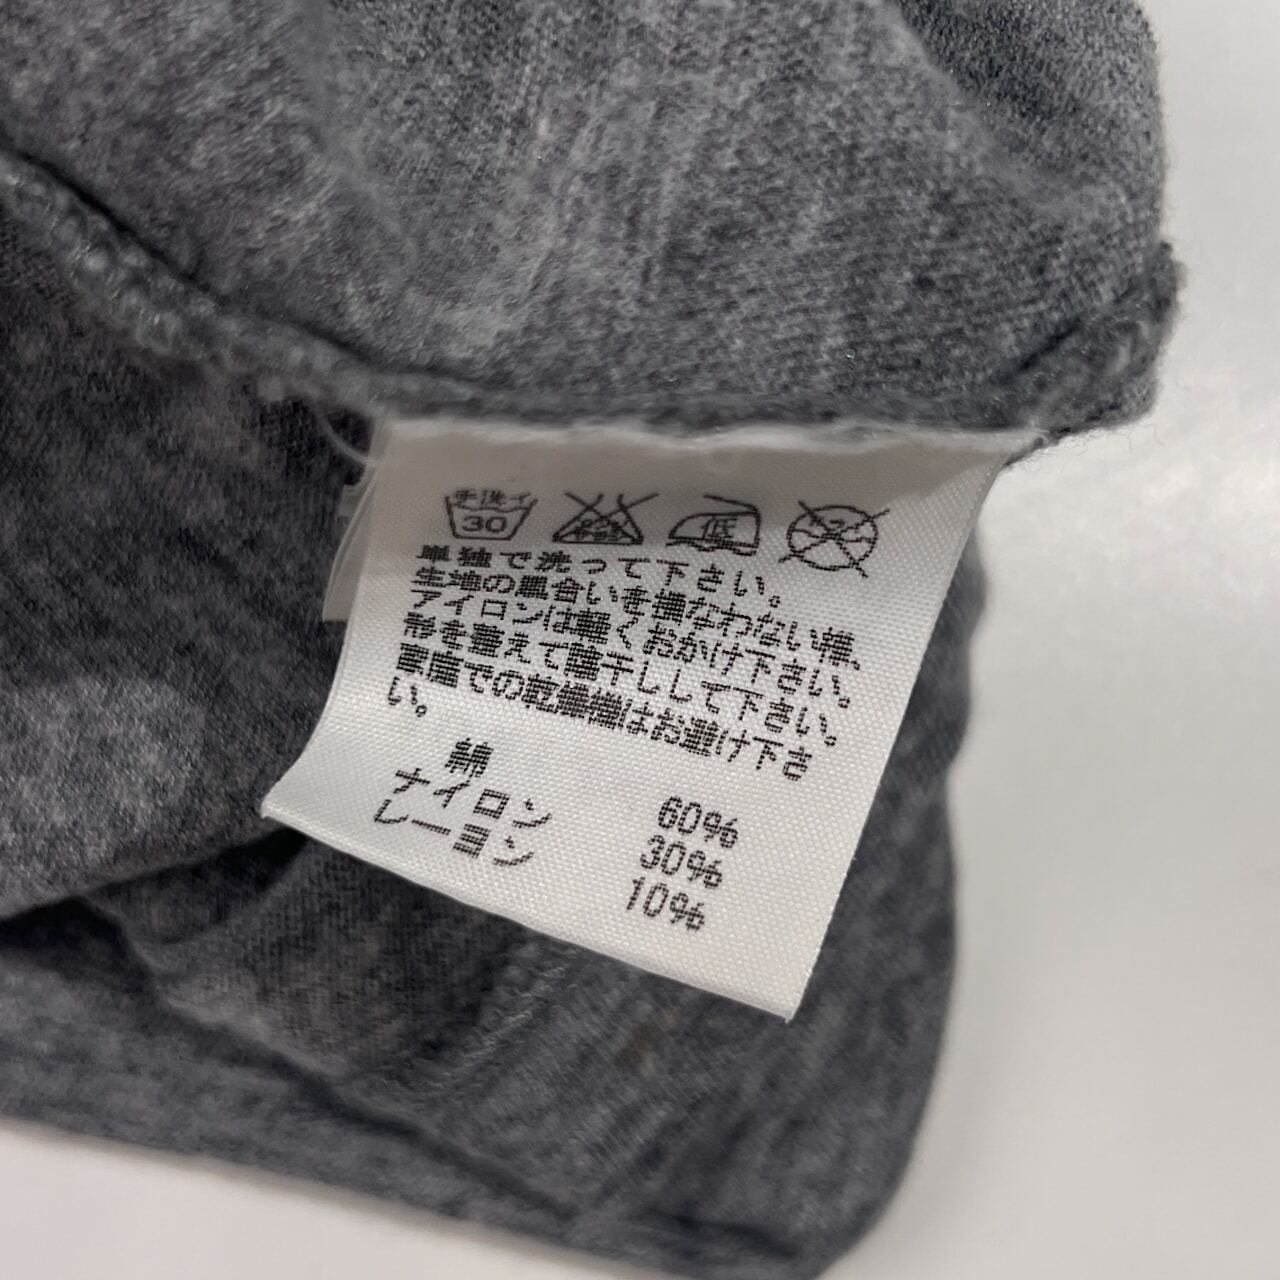 手洗イ
30
低
単独で洗って下さい。
生地の風合いを損なわない様、
アイロンは軽くおかけ下さい。
形を整えて陰干しして下さい。
高温での乾燥機はお避け下さ
い。
綿 60%
ナイロン 30%
レーヨン 10%